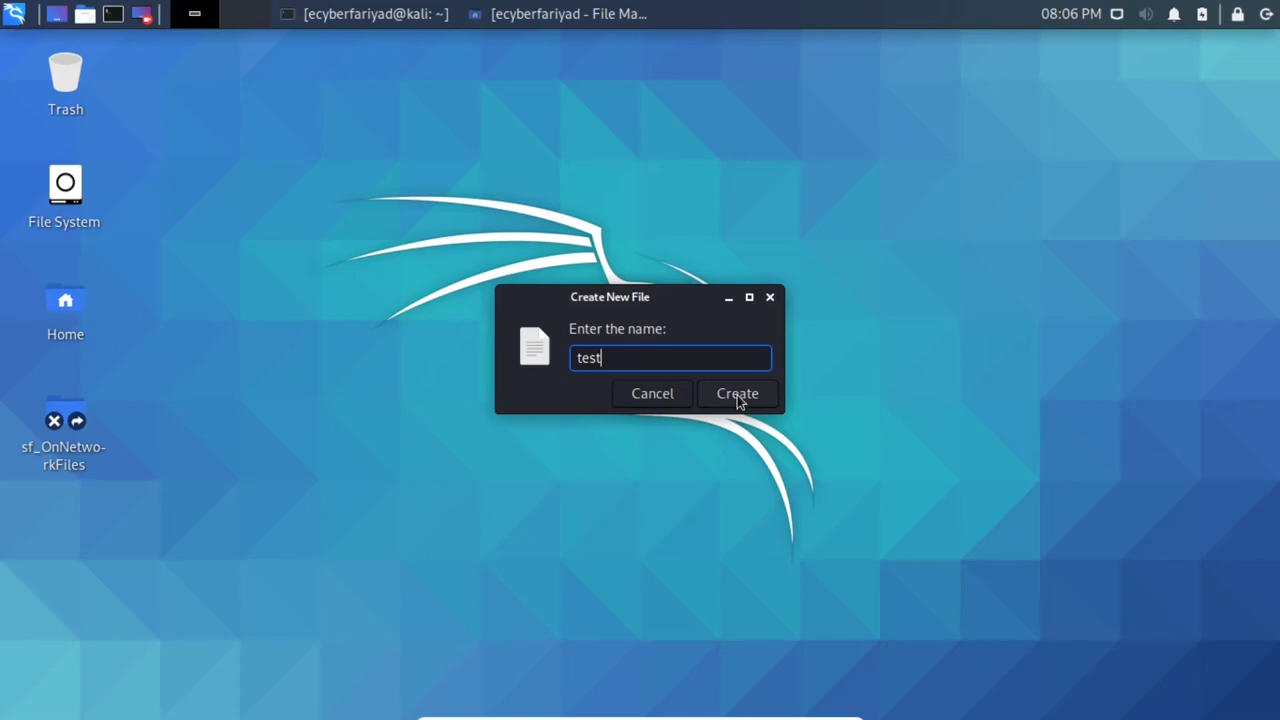 [ecyberfariyad@kali: ~]
[ecyberfariyad - File Ma...
08:06 PM
Trash
File System
Home
sf_OnNetwo-
rkFiles
Create New File
Enter the name:
test
Cancel
Create